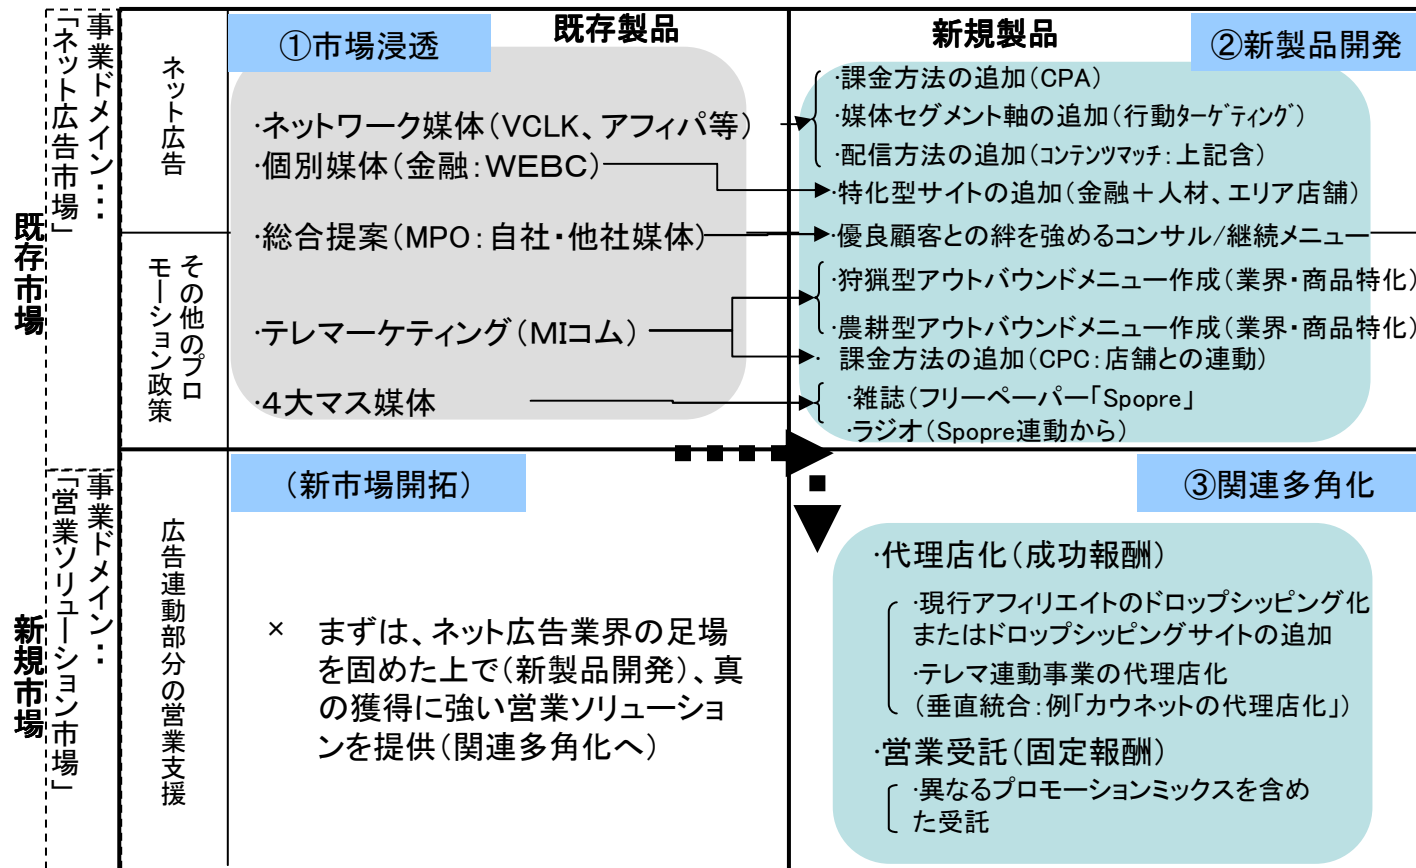 既存市場
事業ドメイン・・・
「ネット広告市場」
ネット広告
その他のプロ
モーション政策
既存製品
①市場浸透
・ネットワーク媒体(VCLK、アフィパ等)
・個別媒体(金融:WEBC)
・総合提案(MPO:自社・他社媒体)
・テレマーケティング(MIコム)
・4大マス媒体
新規製品
②新製品開発
・課金方法の追加(CPA)
・媒体セグメント軸の追加(行動ターゲティング)
・配信方法の追加(コンテンツマッチ:上記含)
・特化型サイトの追加(金融+人材、エリア店舗)
・優良顧客との絆を強めるコンサル/継続メニュー
・狩猟型アウトバウンドメニュー作成(業界・商品特化)
・農耕型アウトバウンドメニュー作成(業界・商品特化)
・ 課金方法の追加(CPC:店舗との連動)
・雑誌(フリーペーパー「Spopre」
・ラジオ(Spopre連動から)
新規市場
事業ドメイン・・
「営業ソリューション市場」
広告連動部分の営業支援
(新市場開拓)
× まずは、ネット広告業界の足場
を固めた上で(新製品開発)、真
の獲得に強い営業ソリューショ
ンを提供(関連多角化へ)
③関連多角化
・代理店化(成功報酬)
・現行アフィリエイトのドロップシッピング化
またはドロップシッピングサイトの追加
・テレマ連動事業の代理店化
(垂直統合:例「カウネットの代理店化」)
・営業受託(固定報酬)
・異なるプロモーションミックスを含め
た受託